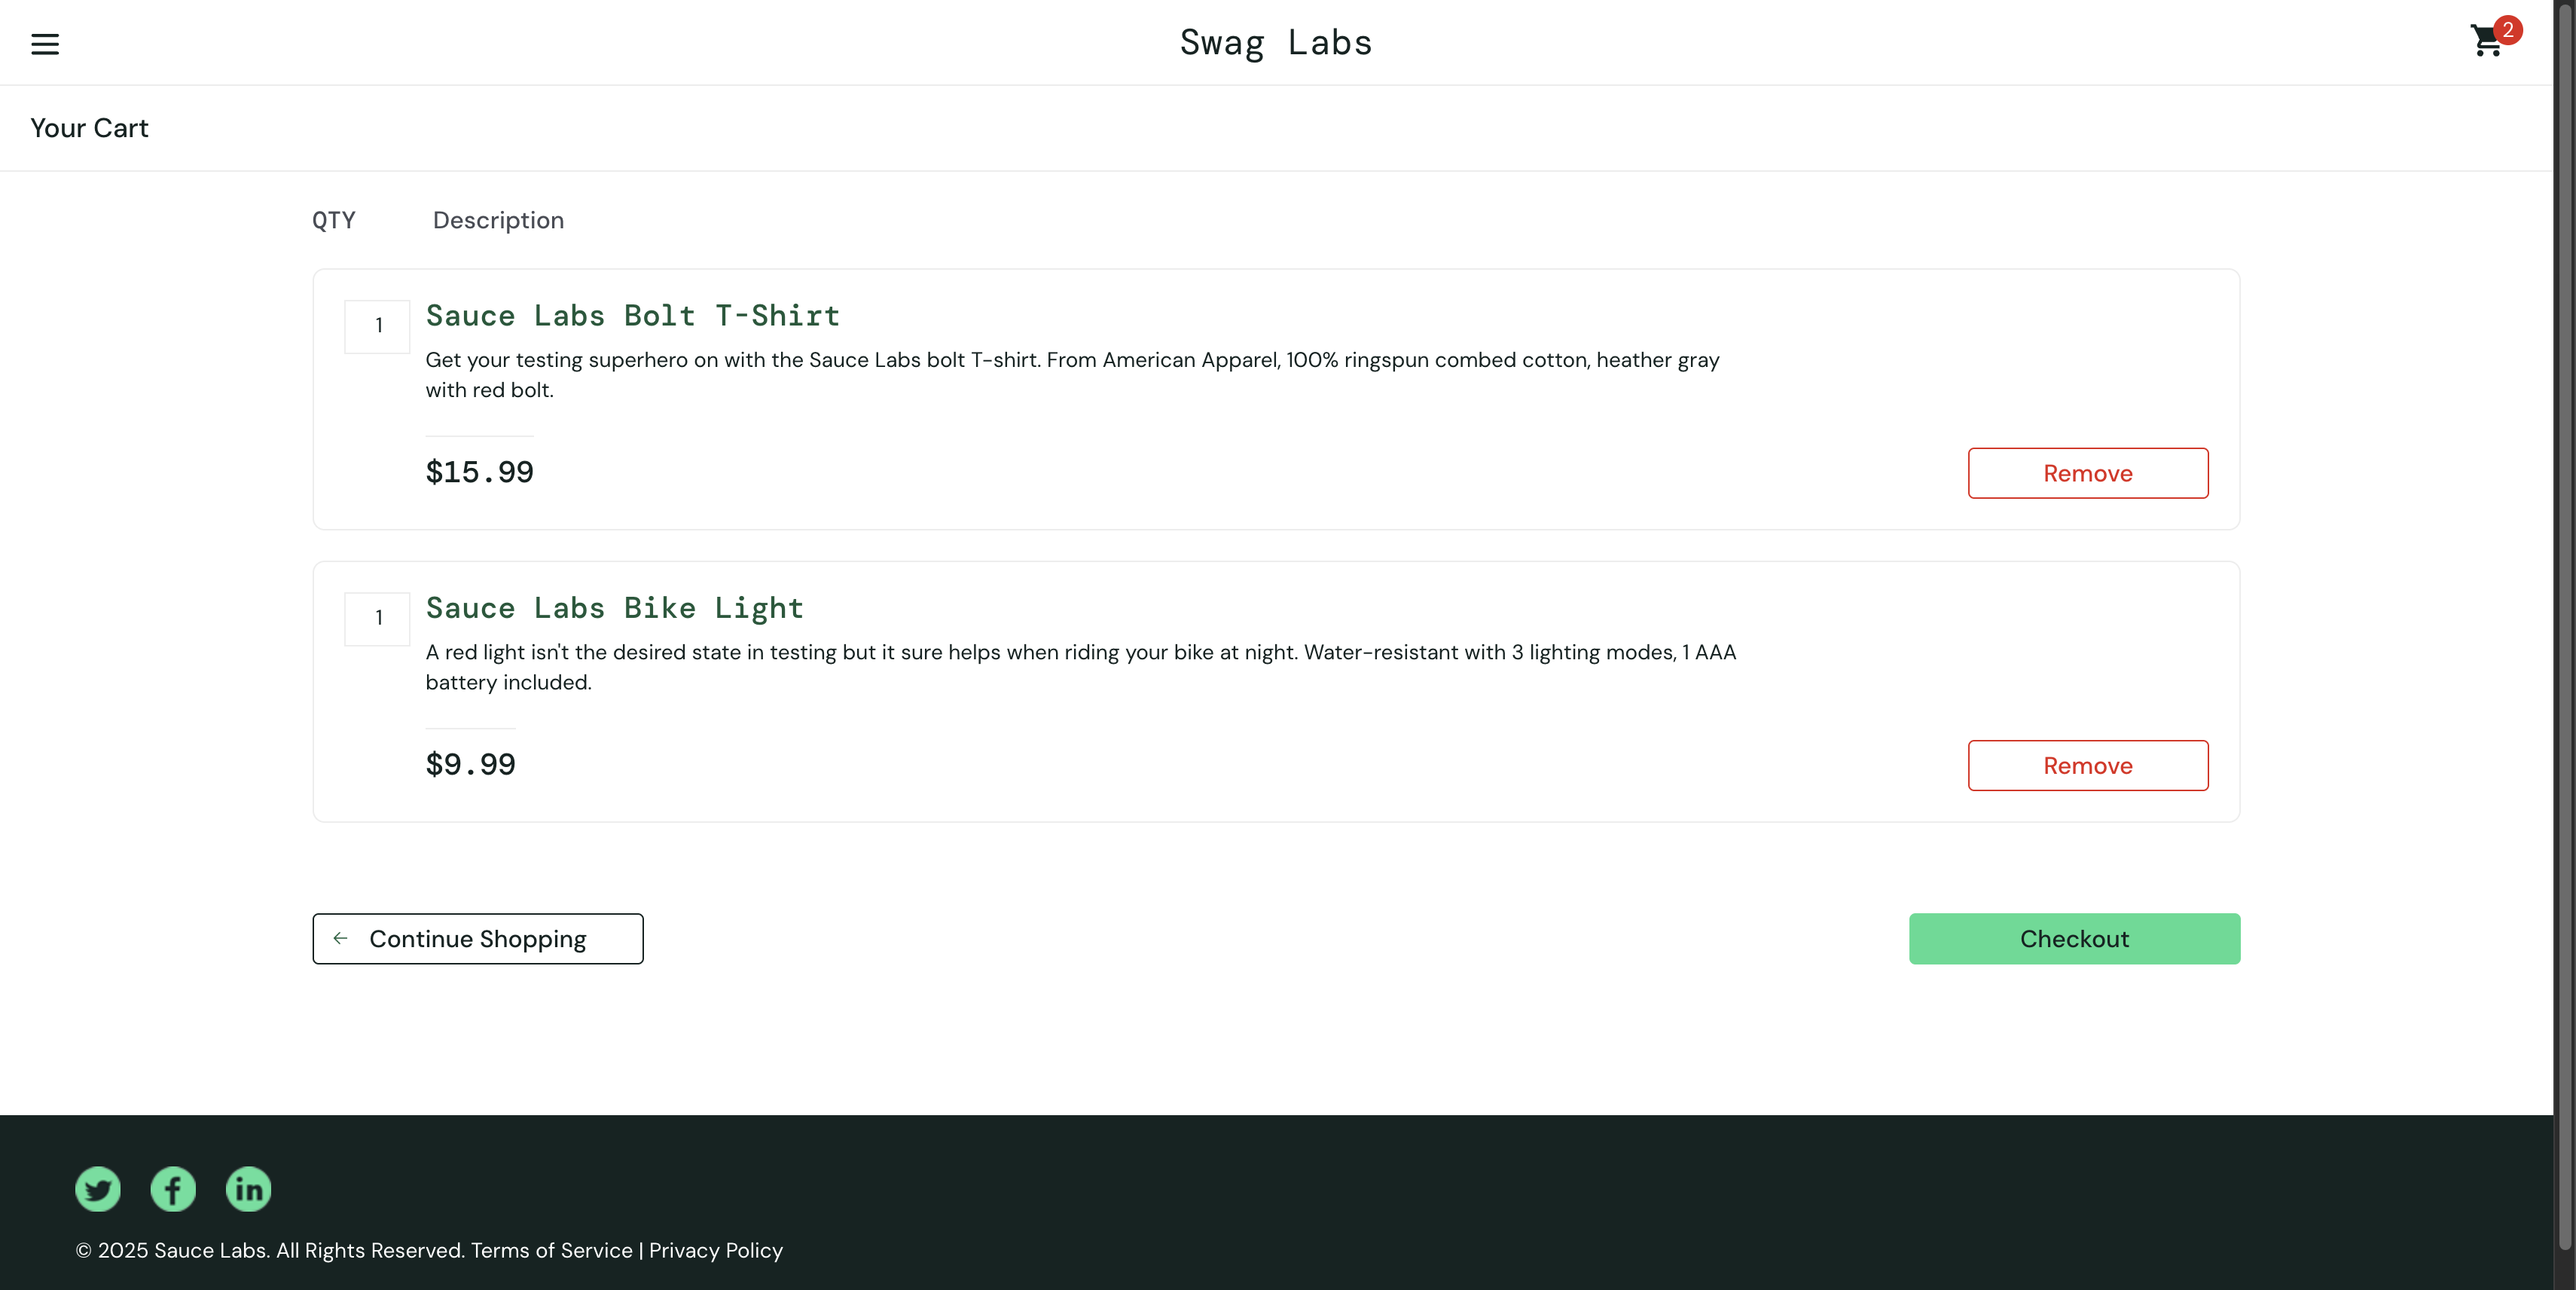 Swag Labs
2
Your Cart
QTY Description
1 Sauce Labs Bolt T-Shirt
Get your testing superhero on with the Sauce Labs bolt T-shirt. From American Apparel, 100% ringspun combed cotton, heather gray
with red bolt.
$15.99
Remove
1 Sauce Labs Bike Light
A red light isn't the desired state in testing but it sure helps when riding your bike at night. Water-resistant with 3 lighting modes, 1 AAA
battery included.
$9.99
Remove
Continue Shopping
Checkout
© 2025 Sauce Labs. All Rights Reserved. Terms of Service | Privacy Policy